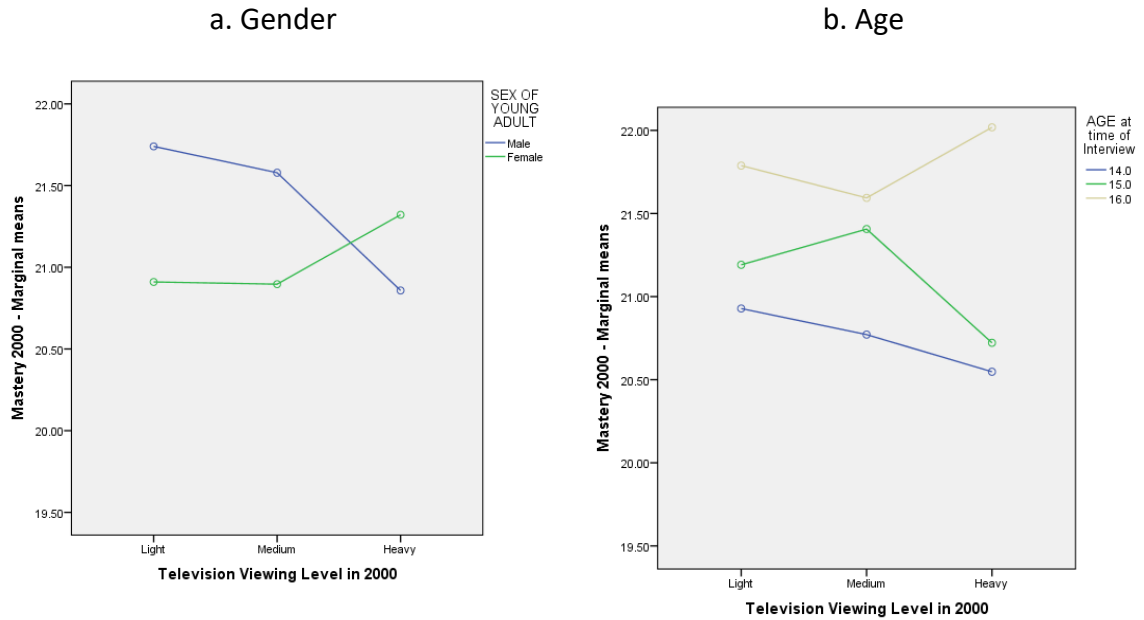 a. Gender
22.00
21.50
21.00
20.50
20.00
19.50
Mastery 2000 - Marginal means
Light
Medium
Heavy
Television Viewing Level in 2000
SEX OF
YOUNG
ADULT
Male
Female
b. Age
22.00
21.50
21.00
20.50
20.00
19.50
Mastery 2000 - Marginal means
Light
Medium
Heavy
Television Viewing Level in 2000
AGE at
time of
Interview
14.0
15.0
16.0